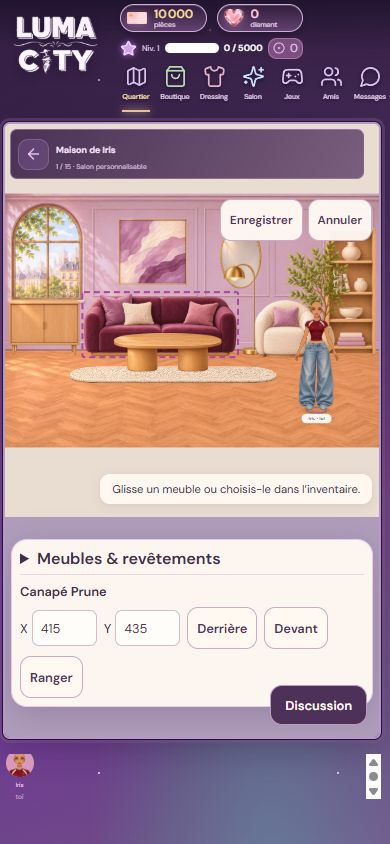 LUMA
CITY
10 000
pièces
0
diamant
Niv. 1
0 / 5000
0
Quartier
Boutique
Dressing
Salon
Jeux
Amis
Messages
Maison de Iris
1 / 15 · Salon personnalisable
Enregistrer
Annuler
Iris · toi
Glisse un meuble ou choisis-le dans l'inventaire.
Meubles & revêtements
Canapé Prune
X 415 Y 435 Derrière Devant
Ranger
Discussion
Iris
toi